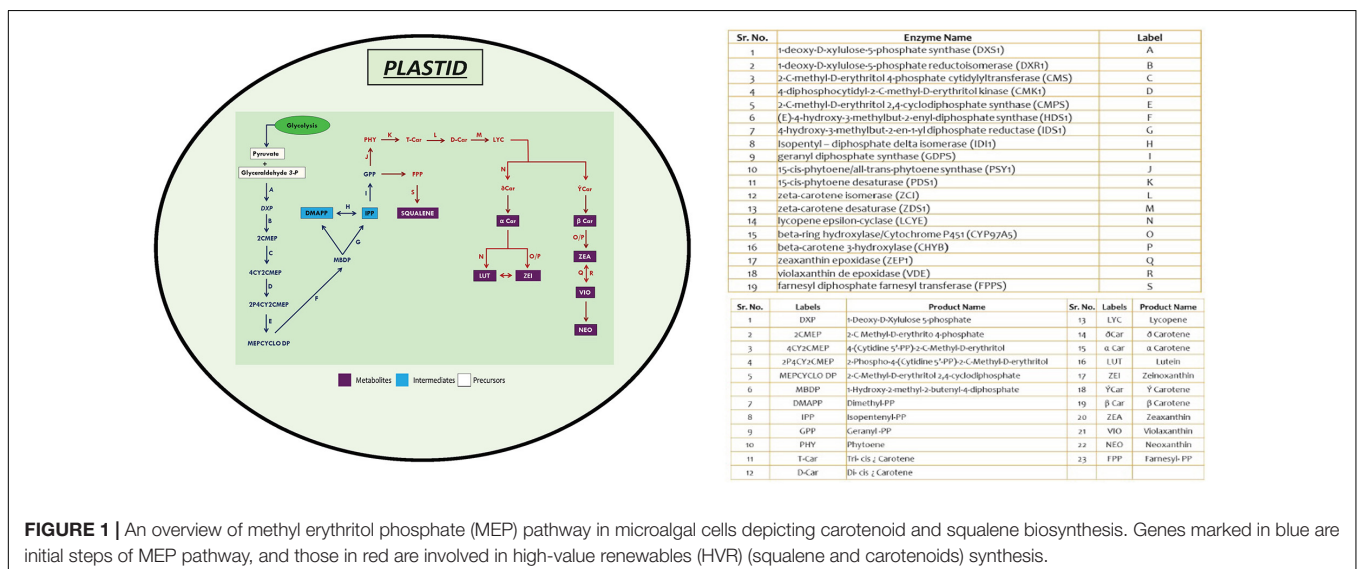 PLASTID
Glycolysis
Pyruvate
+
Glyceraldehyde 3-P
A
DXP
B
2CMEP
C
4CY2CMEP
D
2P4CY2CMEP
E
MEPCYCLO DP
F
MBDP
G
DMAPP H IPP
I
GPP FPP
J
PHY K T-Car L D-Car M LYC
S
SQUALENE
N
δCar
α Car
N O/P
LUT ZEI
ŸCar
β Car
O/P
ZEA
Q R
VIO
NEO
Metabolites Intermediates Precursors
Sr. No. Enzyme Name Label
1 1-deoxy-D-xylulose-5-phosphate synthase (DXS1) A
2 1-deoxy-D-xylulose-5-phosphate reductoisomerase (DXR1) B
3 2-C-methyl-D-erythritol 4-phosphate cytidylyltransferase (CMS) C
4 4-diphosphocytidyl-2-C-methyl-D-erythritol kinase (CMK1) D
5 2-C-methyl-D-erythritol 2,4-cyclodiphosphate synthase (CMPS) E
6 (E)-4-hydroxy-3-methylbut-2-enyl-diphosphate synthase (HDS1) F
7 4-hydroxy-3-methylbut-2-en-1-yl diphosphate reductase (IDS1) G
8 Isopentyl – diphosphate delta isomerase (IDI1) H
9 geranyl diphosphate synthase (GDPS) I
10 15-cis-phytoene/all-trans-phytoene synthase (PSY1) J
11 15-cis-phytoene desaturase (PDS1) K
12 zeta-carotene isomerase (ZCI) L
13 zeta-carotene desaturase (ZDS1) M
14 lycopene epsilon-cyclase (LCYE) N
15 beta-ring hydroxylase/Cytochrome P451 (CYP97A5) O
16 beta-carotene 3-hydroxylase (CHYB) P
17 zeaxanthin epoxidase (ZEP1) Q
18 violaxanthin de epoxidase (VDE) R
19 farnesyl diphosphate farnesyl transferase (FPPS) S
Sr. No. Labels Product Name Sr. No. Labels Product Name
1 DXP 1-Deoxy-D-Xylulose 5-phosphate 13 LYC Lycopene
2 2CMEP 2-C Methyl-D-erythrito 4-phosphate 14 δCar δ Carotene
3 4CY2CMEP 4-(Cytidine 5'-PP)-2-C-Methyl-D-erythritol 15 α Car α Carotene
4 2P4CY2CMEP 2-Phospho-4-(Cytidine 5'-PP)-2-C-Methyl-D-erythritol 16 LUT Lutein
5 MEPCYCLO DP 2-C-Methyl-D-erythritol 2,4-cyclodiphosphate 17 ZEI Zeinoxanthin
6 MBDP 1-Hydroxy-2-methyl-2-butenyl-4-diphosphate 18 ŸCar Ÿ Carotene
7 DMAPP Dimethyl-PP 19 β Car β Carotene
8 IPP Isopentenyl-PP 20 ZEA Zeaxanthin
9 GPP Geranyl -PP 21 VIO Violaxanthin
10 PHY Phytoene 22 NEO Neoxanthin
11 T-Car Tri- cis ¿ Carotene 23 FPP Farnesyl- PP
12 D-Car Di- cis ¿ Carotene
FIGURE 1 | An overview of methyl erythritol phosphate (MEP) pathway in microalgal cells depicting carotenoid and squalene biosynthesis. Genes marked in blue are
initial steps of MEP pathway, and those in red are involved in high-value renewables (HVR) (squalene and carotenoids) synthesis.